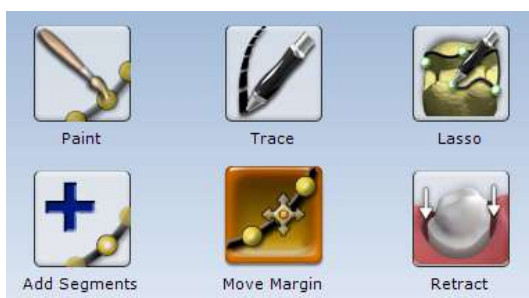 Paint
Trace
Lasso
Add Segments
Move Margin
Retract